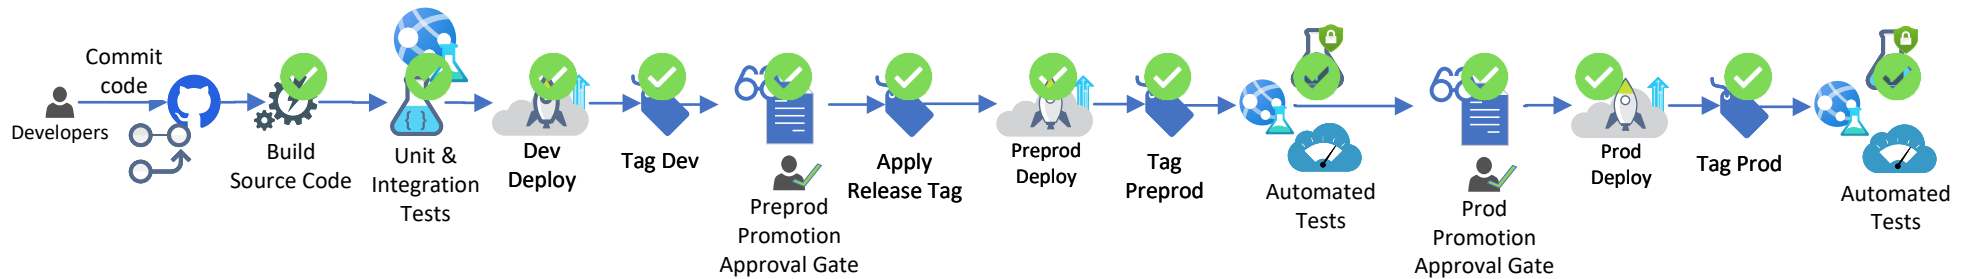 Commit
code
Developers
Build
Source Code
{ }
Unit &
Integration
Tests
Dev
Deploy
Tag Dev
Preprod
Promotion
Approval Gate
Apply
Release Tag
Preprod
Deploy
Tag
Preprod
Automated
Tests
Prod
Promotion
Approval Gate
Prod
Deploy
Tag Prod
Automated
Tests